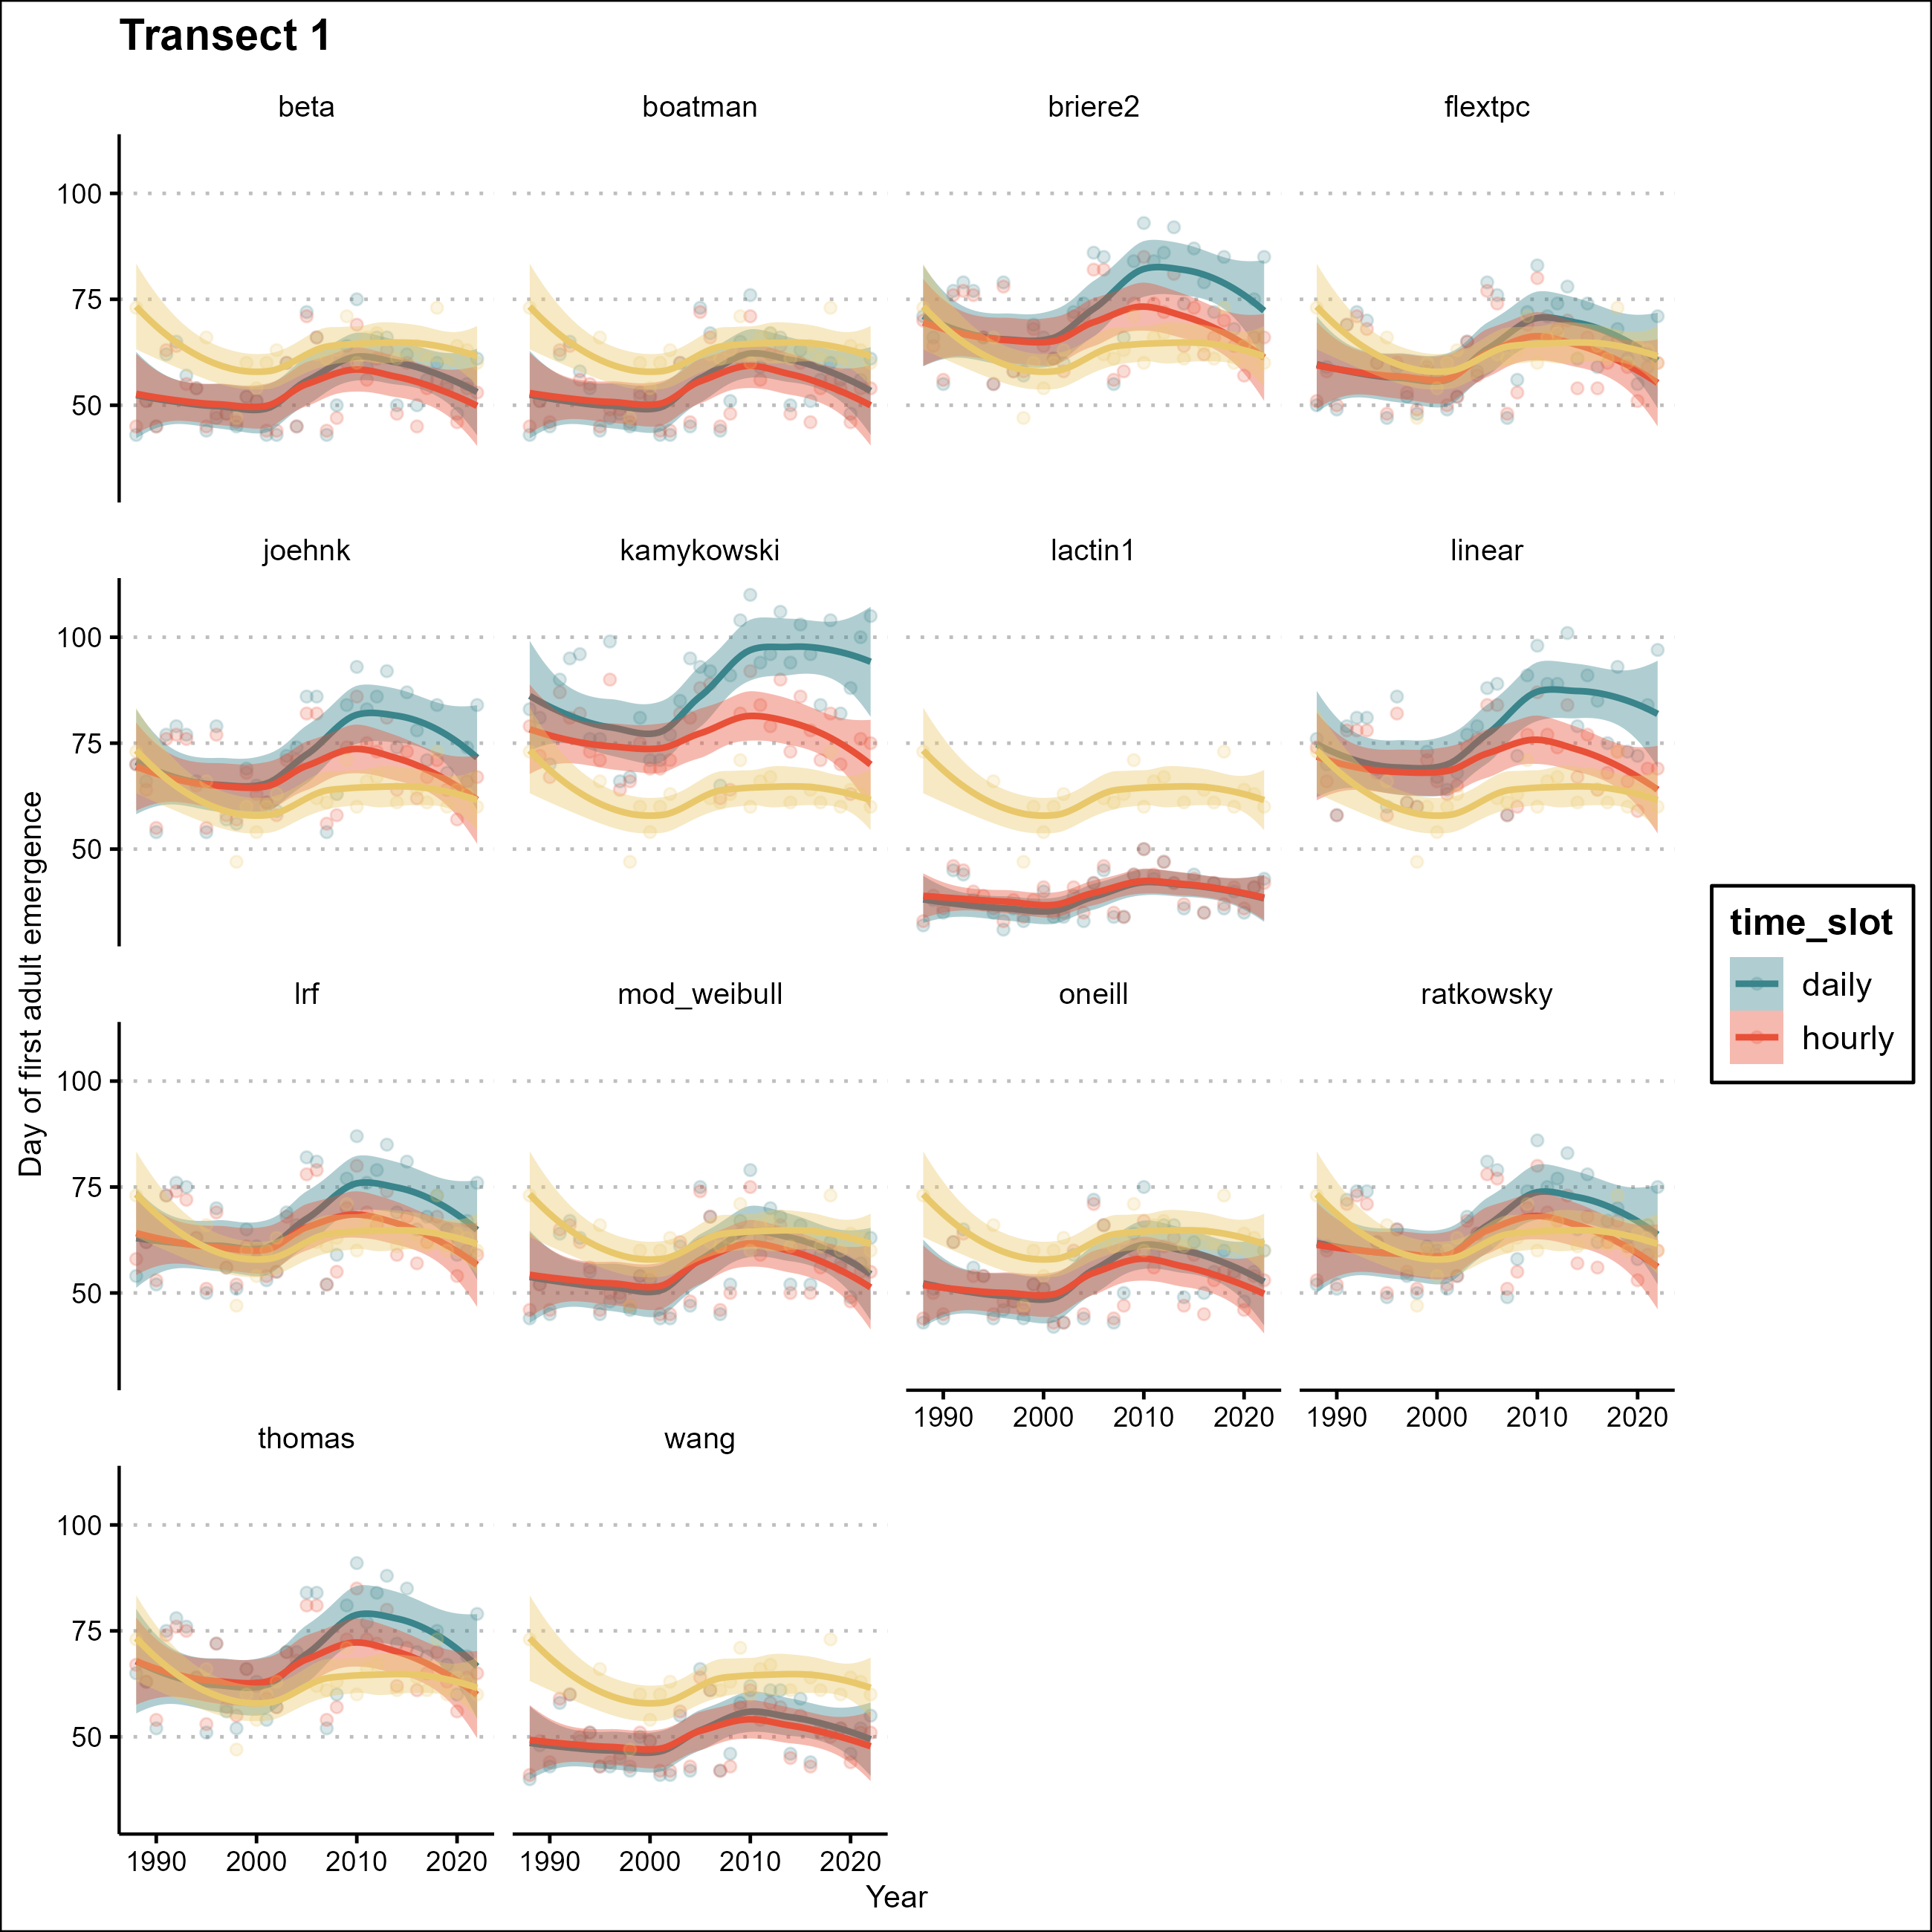 Transect 1
beta boatman briere2 flextpc
100
75
50
joehnk kamykowski lactin1 linear
100
75
50
Day of first adult emergence
time_slot
daily
hourly
lrf mod_weibull oneill ratkowsky
100
75
50
1990 2000 2010 2020 1990 2000 2010 2020
thomas wang
100
75
50
1990 2000 2010 2020 1990 2000 2010 2020
Year